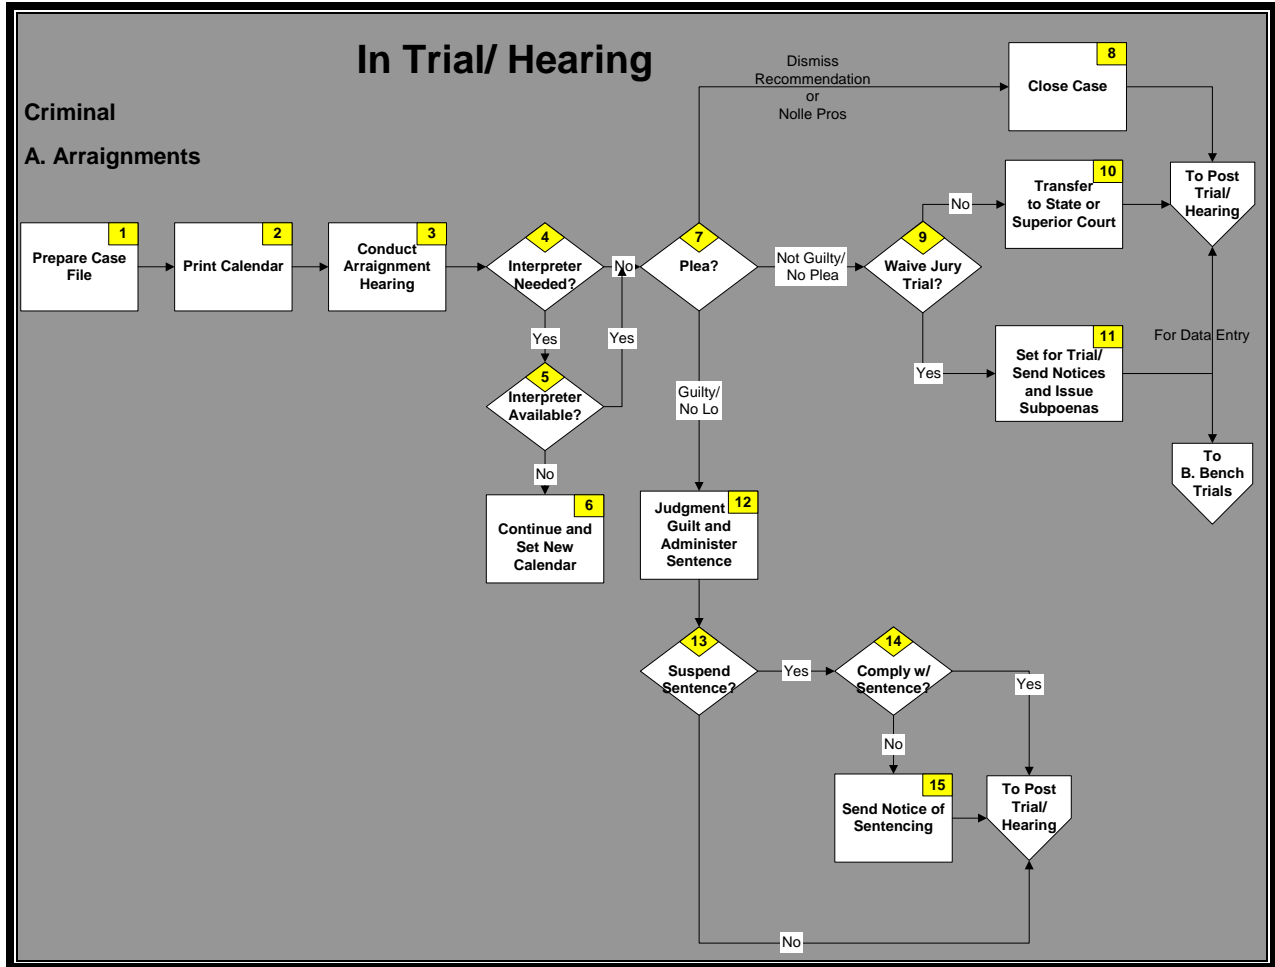 In Trial/ Hearing
Criminal
A. Arraignments
1
Prepare Case
File
2
Print Calendar
3
Conduct
Arraignment
Hearing
4
Interpreter
Needed?
No
Yes
Yes
5
Interpreter
Available?
No
6
Continue and
Set New
Calendar
7
Plea?
Dismiss
Recommendation
or
Nolle Pros
8
Close Case
Not Guilty/
No Plea
9
Waive Jury
Trial?
No
10
Transfer
to State or
Superior Court
To Post
Trial/
Hearing
Yes
11
Set for Trial/
Send Notices
and Issue
Subpoenas
For Data Entry
To
B. Bench
Trials
Guilty/
No Lo
12
Judgment
Guilt and
Administer
Sentence
13
Suspend
Sentence?
Yes
14
Comply w/
Sentence?
Yes
No
15
Send Notice of
Sentencing
To Post
Trial/
Hearing
No